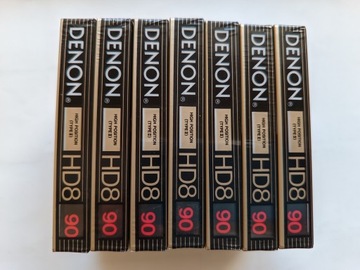 DENON®
HIGH POSITION
(TYPE II)
HD8
90
DENON®
HIGH POSITION
(TYPE II)
HD8
90
DENON®
HIGH POSITION
(TYPE II)
HD8
90
DENON®
HIGH POSITION
(TYPE II)
HD8
90
DENON®
HIGH POSITION
(TYPE II)
HD8
90
DENON®
HIGH POSITION
(TYPE II)
HD8
90
DENON®
HIGH POSITION
(TYPE II)
HD8
90